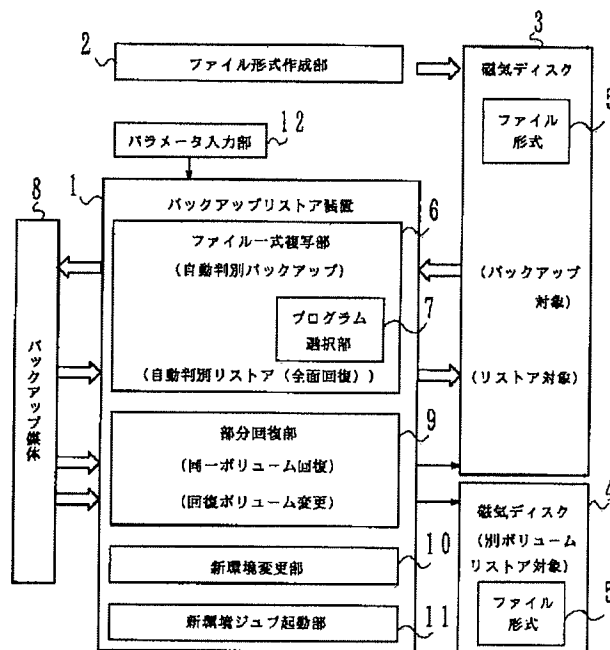 2
ファイル形式作成部
3
磁気ディスク
5
ファイル
形式
12
パラメータ入力部
1
バックアップリストア装置
8
バックアップ媒体
6
ファイル一式複写部
(自動判別バックアップ)
7
プログラム
選択部
(自動判別リストア(全面回復))
(バックアップ
対象)
(リストア対象)
9
部分回復部
(同一ボリューム回復)
(回復ボリューム変更)
4
磁気ディスク
(別ボリューム
リストア対象)
5
ファイル
形式
10
新環境変更部
11
新環境ジュブ起動部